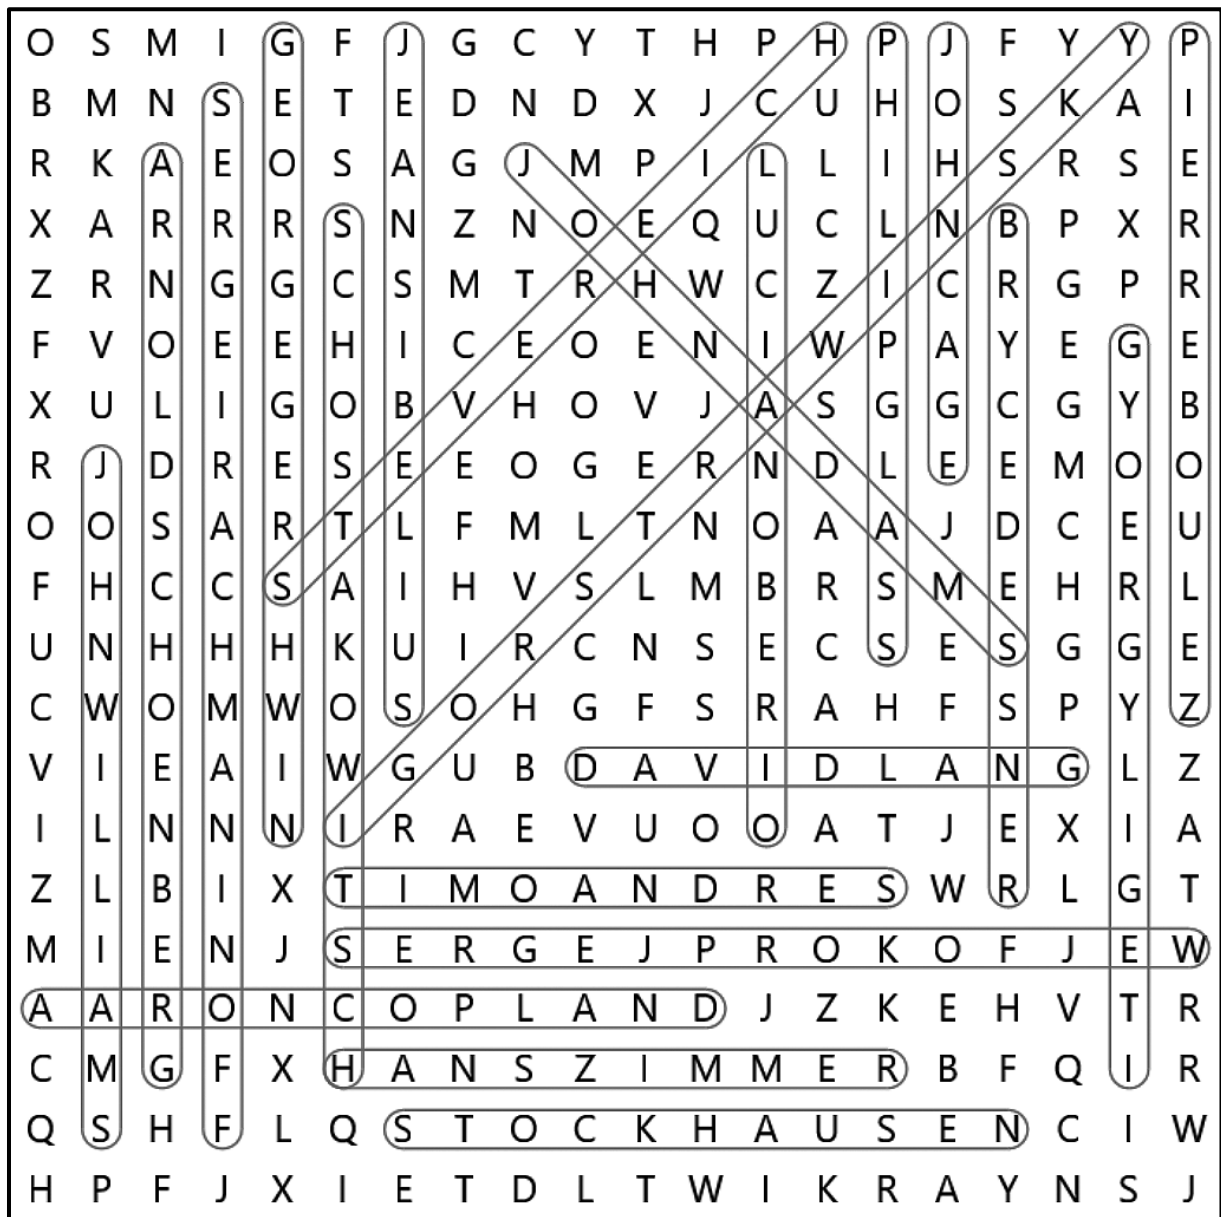 O S M I G F J G C Y T H P H P J F Y Y P
B M N S E T E D N D X J C U H O S K A I
R K A E O S A G J M P I L L I H S R S E
X A R R R S N Z N O E Q U C L N B P X R
Z R N G G C S M T R H W C Z I C R G P R
F V O E E H I C E O E N I W P A Y E G E
X U L I G O B V H O V J A S G G C G Y B
R J D R E S E E O G E R N D L E E M O O
O O S A R T L F M L T N O A A J D C E U
F H C C S A I H V S L M B R S M E H R L
U N H H H K U I R C N S E C S E S G G E
C W O M W O S O H G F S R A H F S P Y Z
V I E A I W G U B D A V I D L A N G L Z
I L N N N I R A E V U O O A T J E X I A
Z L B I X T I M O A N D R E S W R L G T
M I E N J S E R G E J P R O K O F J E W
A A R O N C O P L A N D J Z K E H V T R
C M G F X H A N S Z I M M E R B F Q I R
Q S H F L Q S T O C K H A U S E N C I W
H P F J X I E T D L T W I K R A Y N S J